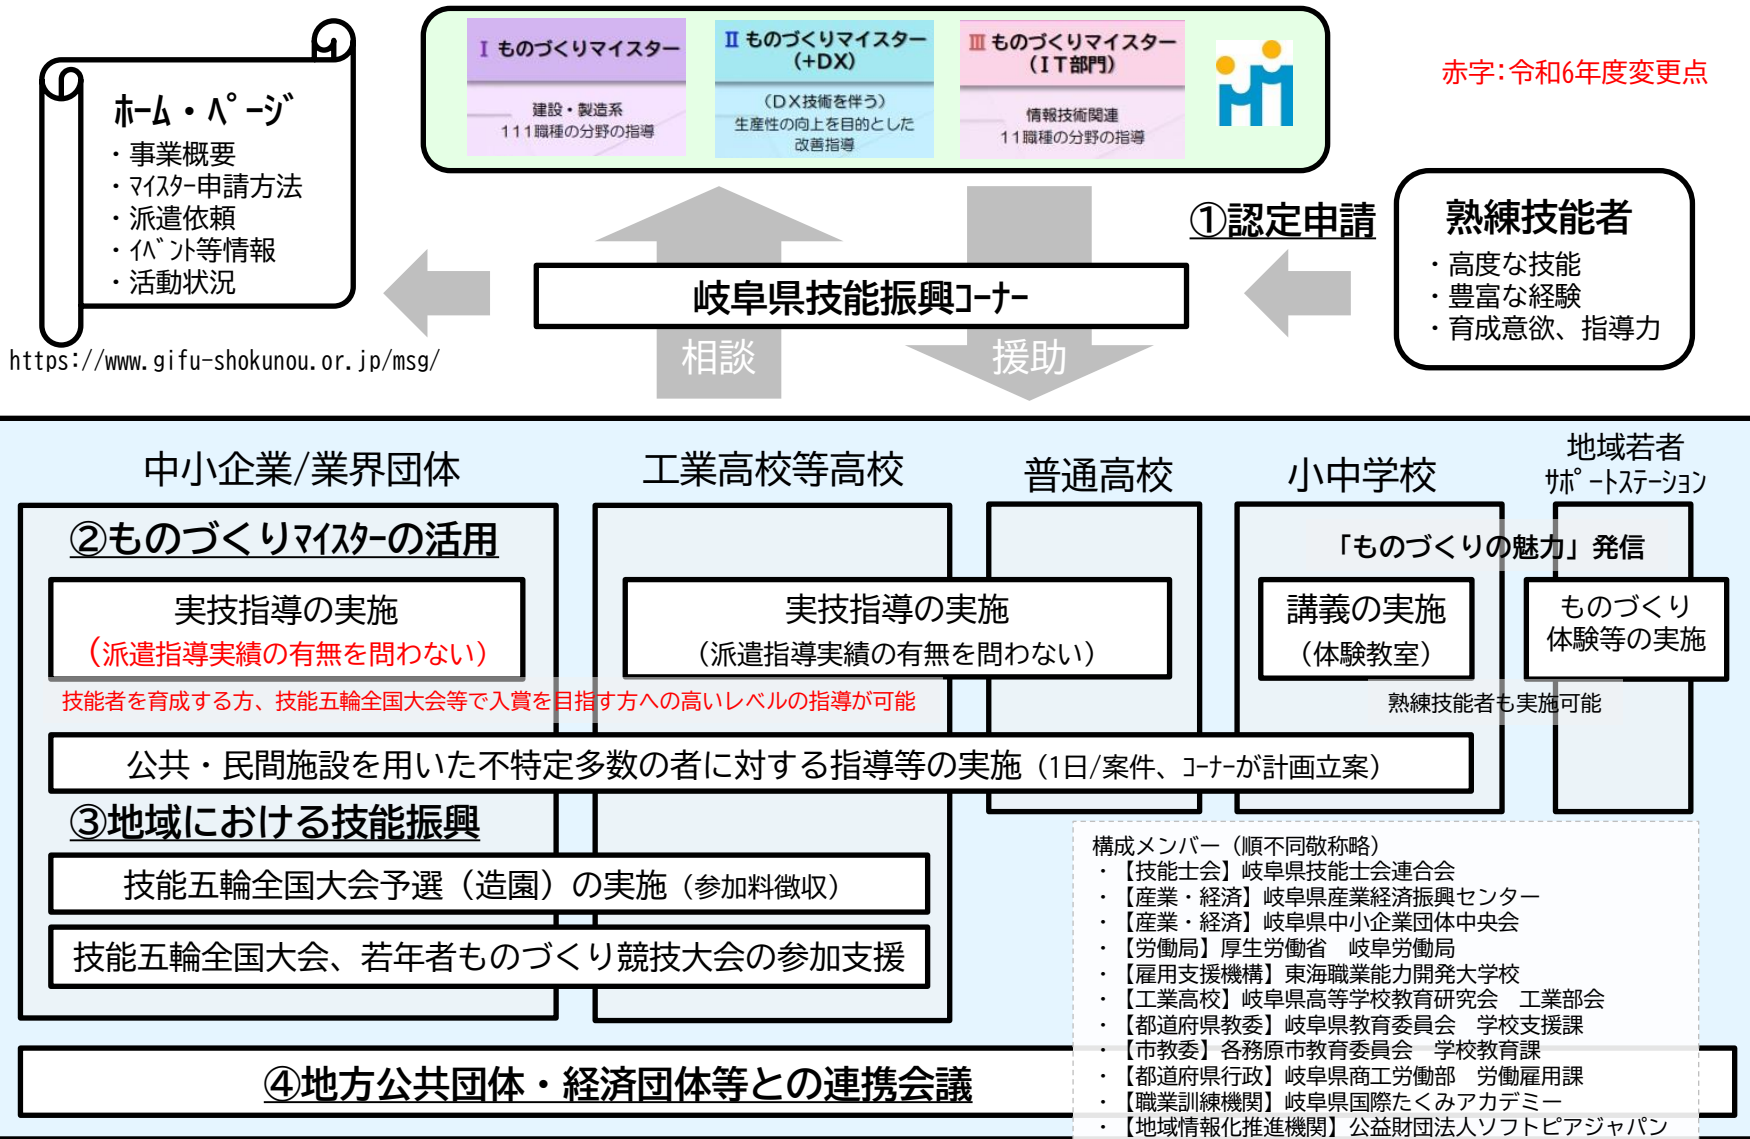 Ⅰ ものづくりマイスター
建設・製造系
111職種の分野の指導
Ⅱ ものづくりマイスター
(+DX)
(DX技術を伴う)
生産性の向上を目的とした
改善指導
Ⅲ ものづくりマイスター
(IT部門)
情報技術関連
11職種の分野の指導
赤字：令和6年度変更点
ﾎｰﾑ・ﾍﾟｰｼﾞ
・事業概要
・ﾏｲｽﾀｰ申請方法
・派遣依頼
・ｲﾍﾞﾝﾄ等情報
・活動状況
https://www.gifu-shokunou.or.jp/msg/
①認定申請
熟練技能者
・高度な技能
・豊富な経験
・育成意欲、指導力
岐阜県技能振興ｺｰﾅｰ
相談
援助
中小企業/業界団体
工業高校等高校
普通高校
小中学校
地域若者
ｻﾎﾟｰﾄｽﾃｰｼｮﾝ
②ものづくりﾏｲｽﾀｰの活用
「ものづくりの魅力」発信
実技指導の実施
（派遣指導実績の有無を問わない）
実技指導の実施
（派遣指導実績の有無を問わない）
講義の実施
（体験教室）
ものづくり
体験等の実施
技能者を育成する方、技能五輪全国大会等で入賞を目指す方への高いレベルの指導が可能
熟練技能者も実施可能
公共・民間施設を用いた不特定多数の者に対する指導等の実施（1日/案件、ｺｰﾅｰが計画立案）
③地域における技能振興
技能五輪全国大会予選（造園）の実施（参加料徴収）
技能五輪全国大会、若年者ものづくり競技大会の参加支援
④地方公共団体・経済団体等との連携会議
構成メンバー（順不同敬称略）
・【技能士会】岐阜県技能士会連合会
・【産業・経済】岐阜県産業経済振興センター
・【産業・経済】岐阜県中小企業団体中央会
・【労働局】厚生労働省　岐阜労働局
・【雇用支援機構】東海職業能力開発大学校
・【工業高校】岐阜県高等学校教育研究会　工業部会
・【都道府県教委】岐阜県教育委員会　学校支援課
・【市教委】各務原市教育委員会　学校教育課
・【都道府県行政】岐阜県商工労働部　労働雇用課
・【職業訓練機関】岐阜県国際たくみアカデミー
・【地域情報化推進機関】公益財団法人ソフトピアジャパン